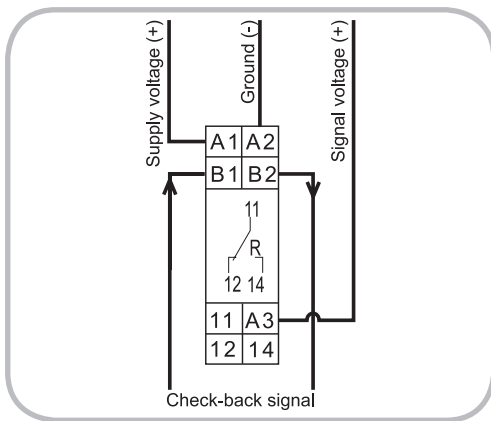 Supply voltage (+)
Ground (-)
Signal voltage (+)
A1 A2
B1 B2
11
R
12 14
11 A3
12 14
Check-back signal